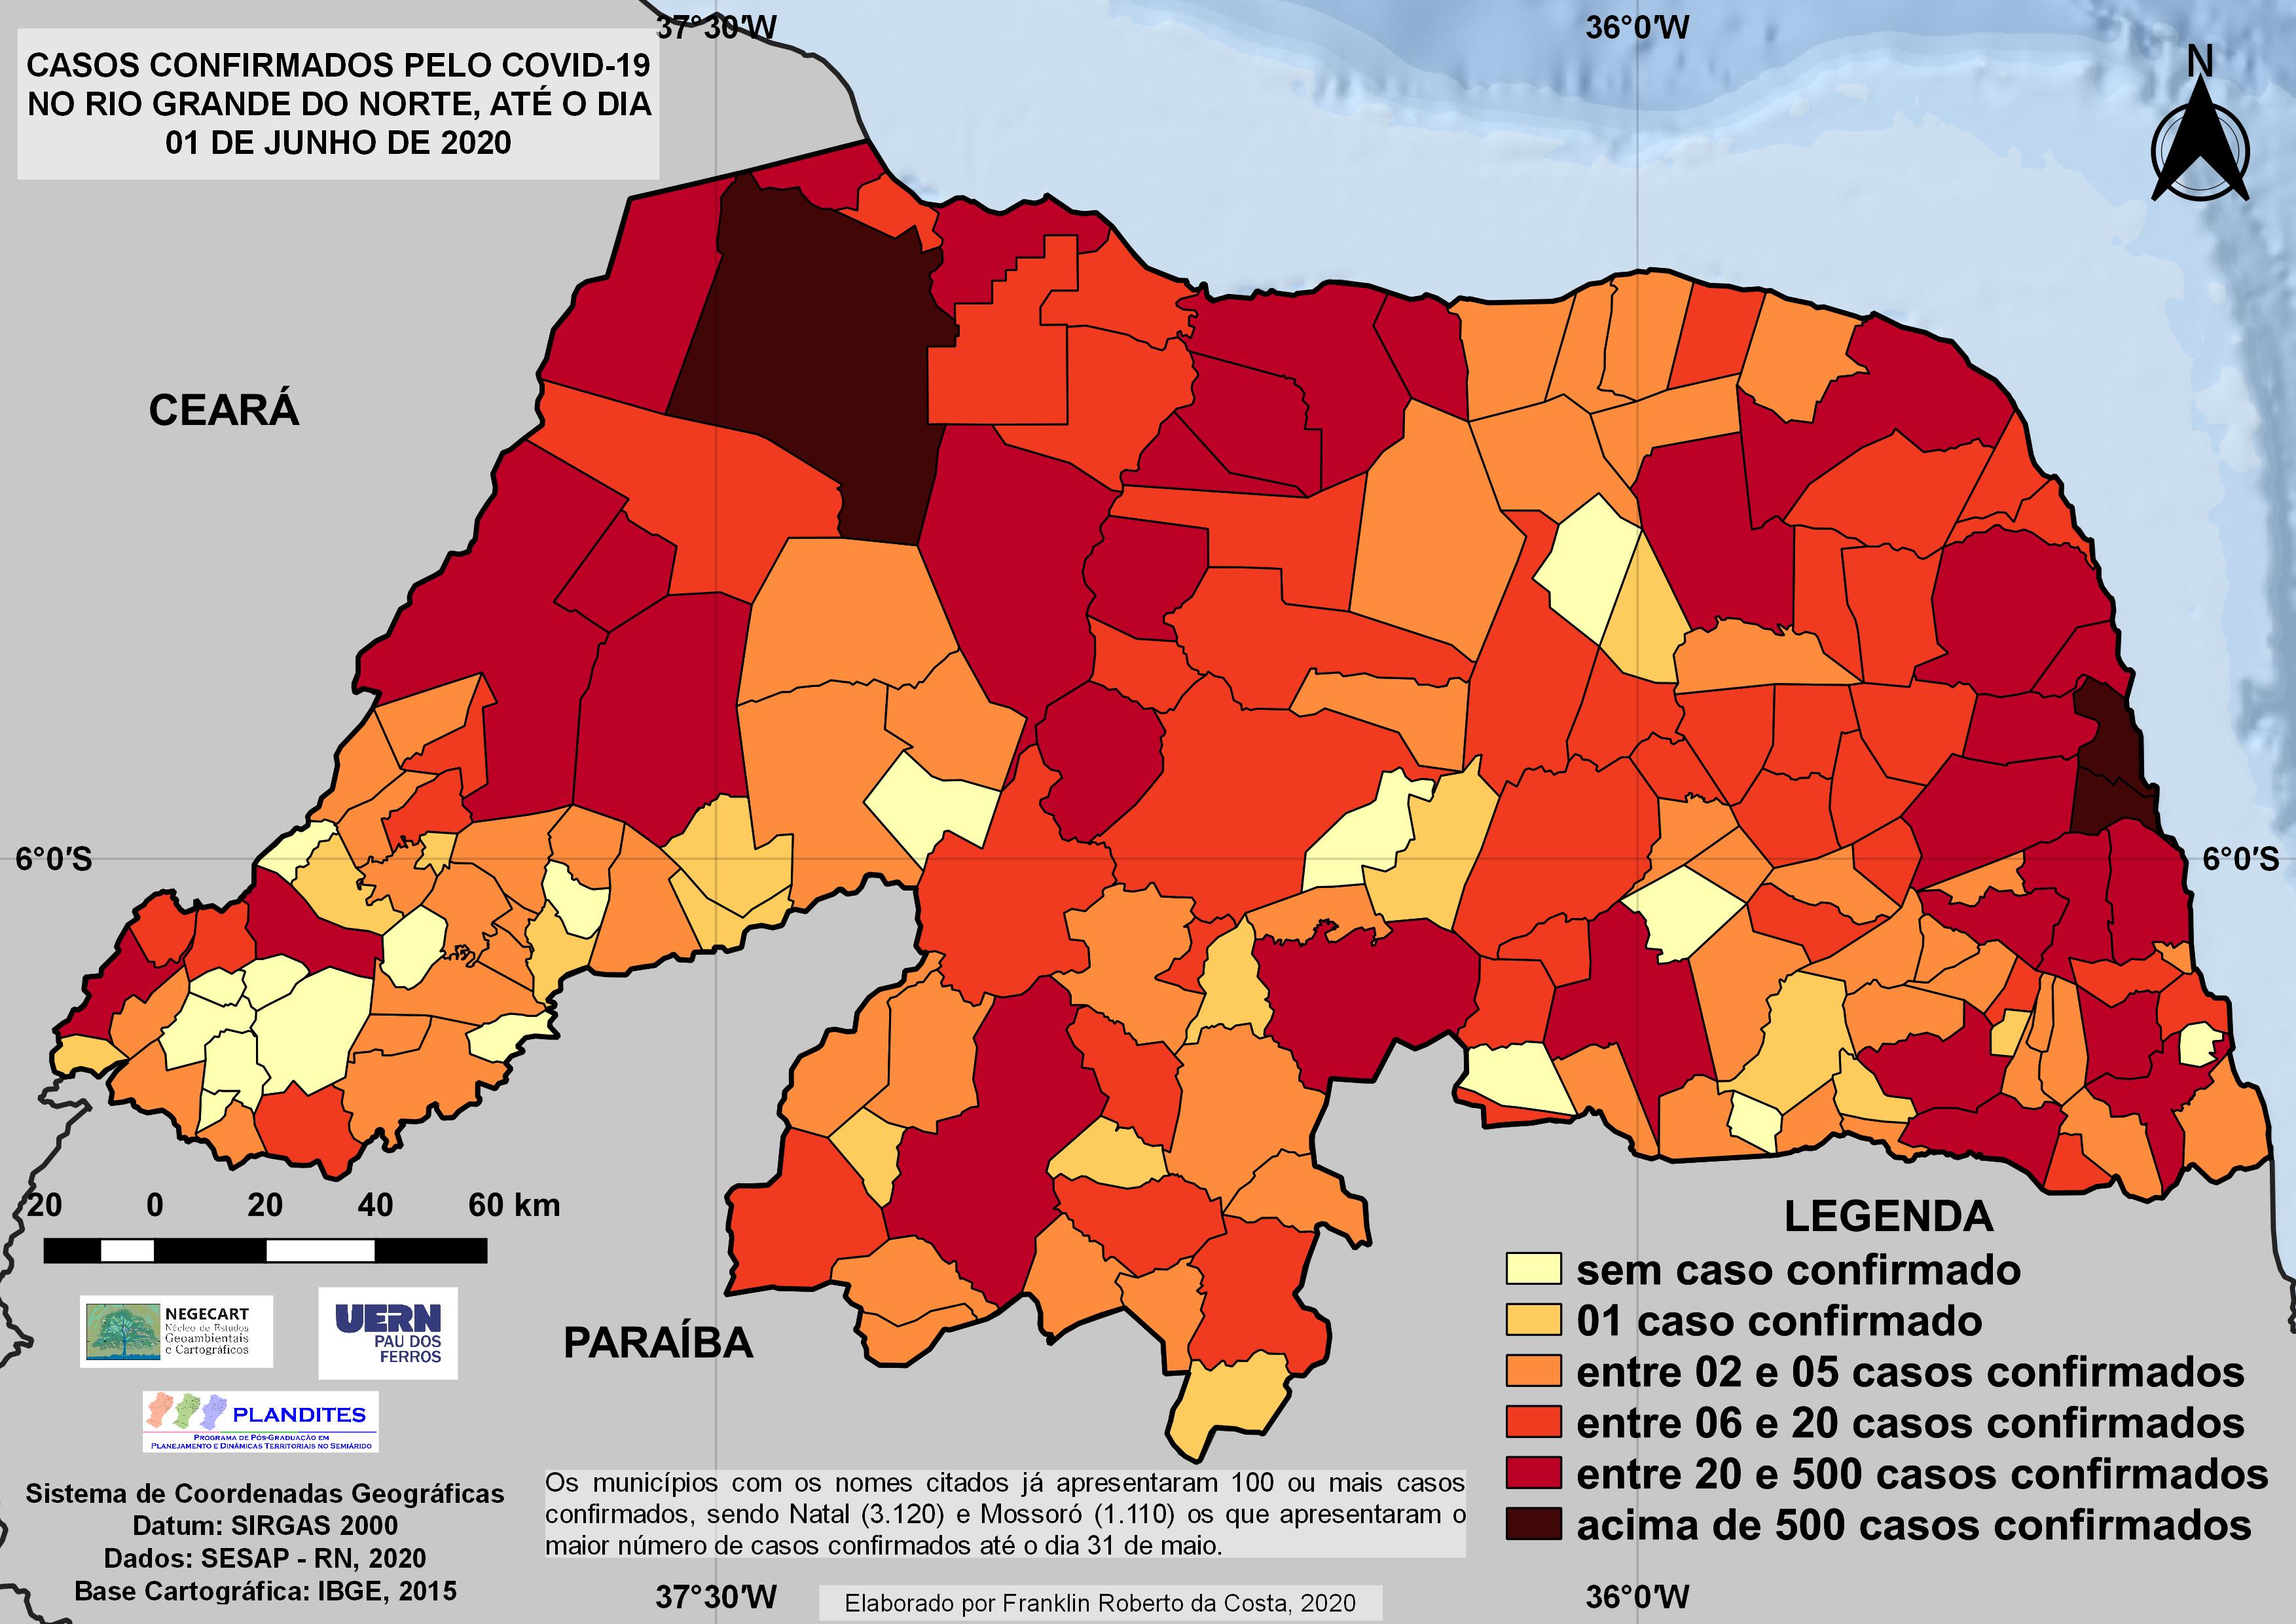 37°30′W
36°0′W
N
CASOS CONFIRMADOS PELO COVID-19
NO RIO GRANDE DO NORTE, ATÉ O DIA
01 DE JUNHO DE 2020
CEARÁ
6°0′S
6°0′S
20 0 20 40 60 km
NEGECART
Núcleo de Estudos
Geoambientais
e Cartográficos
UERN
PAU DOS
FERROS
PLANDITES
PROGRAMA DE PÓS-GRADUAÇÃO EM
PLANEJAMENTO E DINÂMICAS TERRITORIAIS NO SEMIÁRIDO
PARAÍBA
LEGENDA
sem caso confirmado
01 caso confirmado
entre 02 e 05 casos confirmados
entre 06 e 20 casos confirmados
entre 20 e 500 casos confirmados
acima de 500 casos confirmados
Sistema de Coordenadas Geográficas
Datum: SIRGAS 2000
Dados: SESAP - RN, 2020
Base Cartográfica: IBGE, 2015
Os municípios com os nomes citados já apresentaram 100 ou mais casos
confirmados, sendo Natal (3.120) e Mossoró (1.110) os que apresentaram o
maior número de casos confirmados até o dia 31 de maio.
37°30′W
36°0′W
Elaborado por Franklin Roberto da Costa, 2020